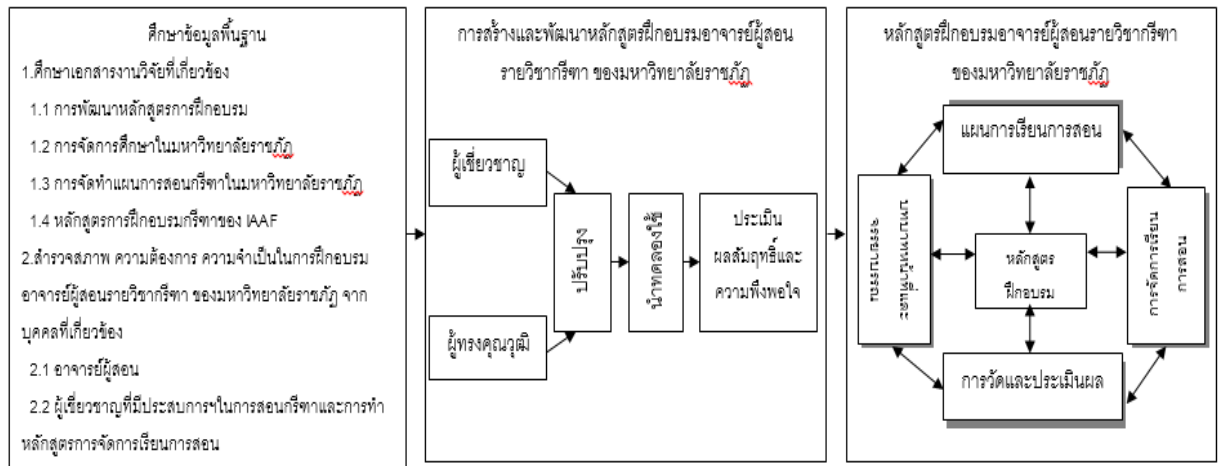 ศึกษาข้อมูลพื้นฐาน
1.ศึกษาเอกสารงานวิจัยที่เกี่ยวข้อง
1.1 การพัฒนาหลักสูตรการฝึกอบรม
1.2 การจัดการศึกษาในมหาวิทยาลัยราชภัฏ
1.3 การจัดทำแผนการสอนกรีฑาในมหาวิทยาลัยราชภัฏ
1.4 หลักสูตรการฝึกอบรมกรีฑาของ IAAF
2.สำรวจสภาพ ความต้องการ ความจำเป็นในการฝึกอบรม
อาจารย์ผู้สอนรายวิชากรีฑา ของมหาวิทยาลัยราชภัฏ จาก
บุคคลที่เกี่ยวข้อง
2.1 อาจารย์ผู้สอน
2.2 ผู้เชี่ยวชาญที่มีประสบการฯในการสอนกรีฑาและการทำ
หลักสูตรการจัดการเรียนการสอน
การสร้างและพัฒนาหลักสูตรฝึกอบรมอาจารย์ผู้สอน
รายวิชากรีฑา ของมหาวิทยาลัยราชภัฏ
ผู้เชี่ยวชาญ
ผู้ทรงคุณวุฒิ
ปรับปรุง
นำทดลองใช้
ประเมิน
ผลสัมฤทธิ์และ
ความพึงพอใจ
หลักสูตรฝึกอบรมอาจารย์ผู้สอนรายวิชากรีฑา
ของมหาวิทยาลัยราชภัฏ
แผนการเรียนการสอน
บทบาทหน้าที่และ
จรรยาบรรณ
หลักสูตร
ฝึกอบรม
การจัดการเรียน
การสอน
การวัดและประเมินผล